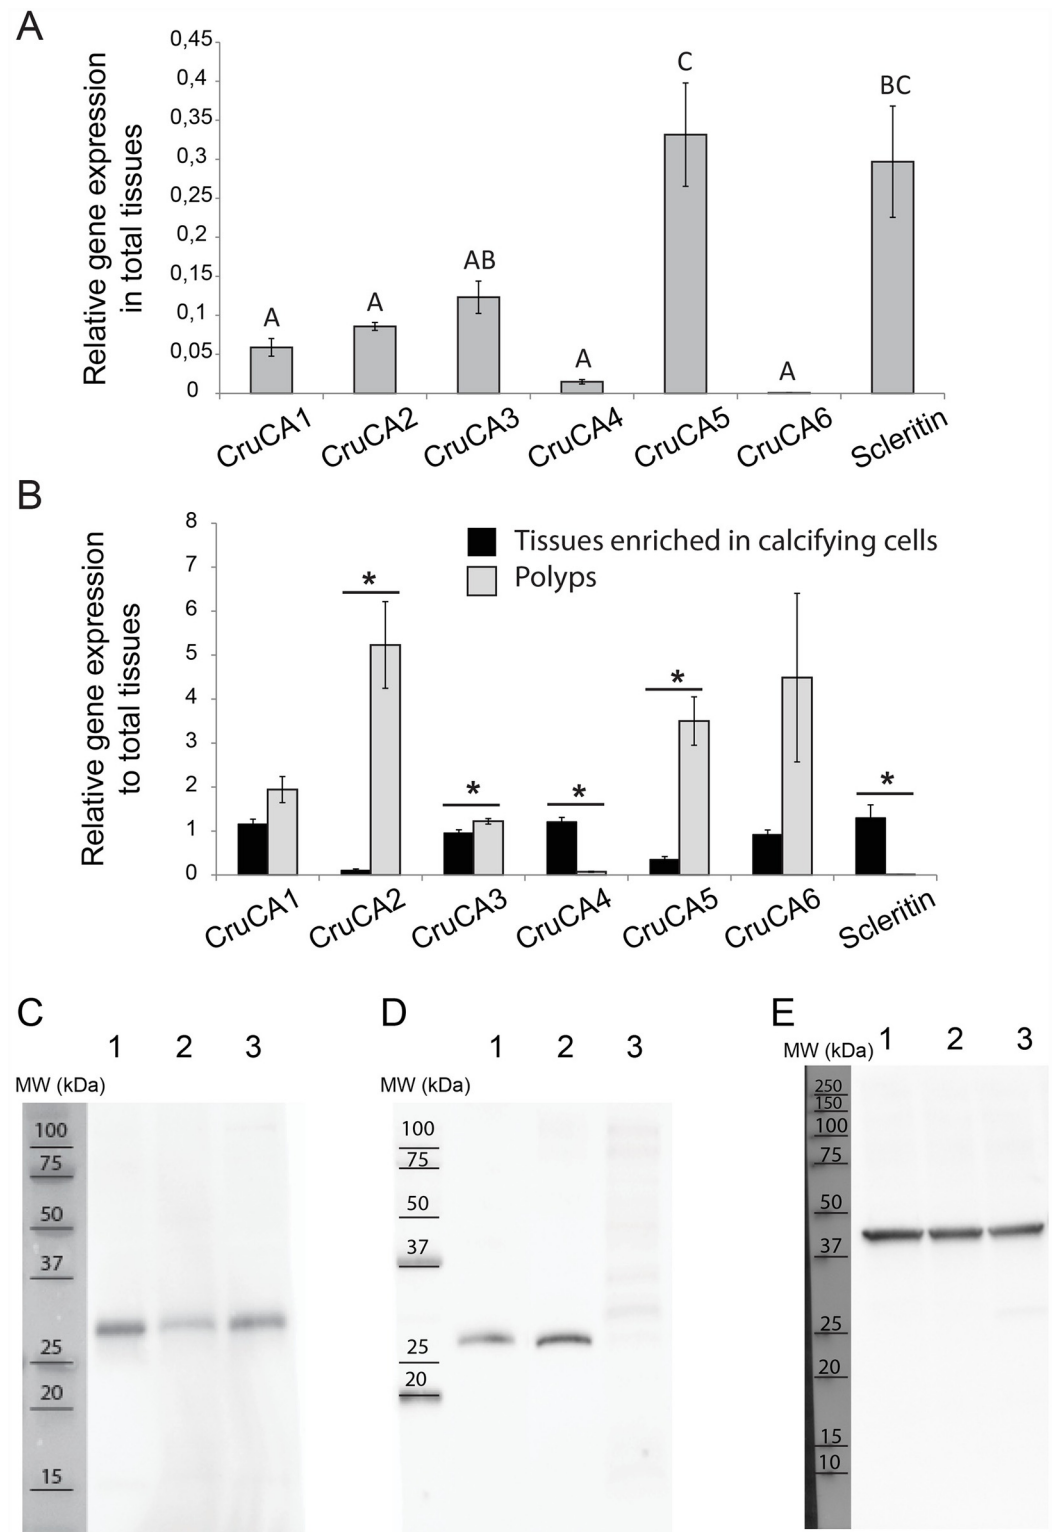 A
Relative gene expression
in total tissues
0,45
0,4
0,35
0,3
0,25
0,2
0,15
0,1
0,05
0
A
A
AB
A
C
A
BC
CruCA1
CruCA2
CruCA3
CruCA4
CruCA5
CruCA6
Scleritin
B
Relative gene expression
to total tissues
8
7
6
5
4
3
2
1
0
Tissues enriched in calcifying cells
Polyps
*
*
*
*
*
CruCA1
CruCA2
CruCA3
CruCA4
CruCA5
CruCA6
Scleritin
C
1 2 3
MW (kDa)
100
75
50
37
25
20
15
D
1 2 3
MW (kDa)
100
75
50
37
25
20
E
1 2 3
MW (kDa)
250
150
100
75
50
37
25
20
15
10